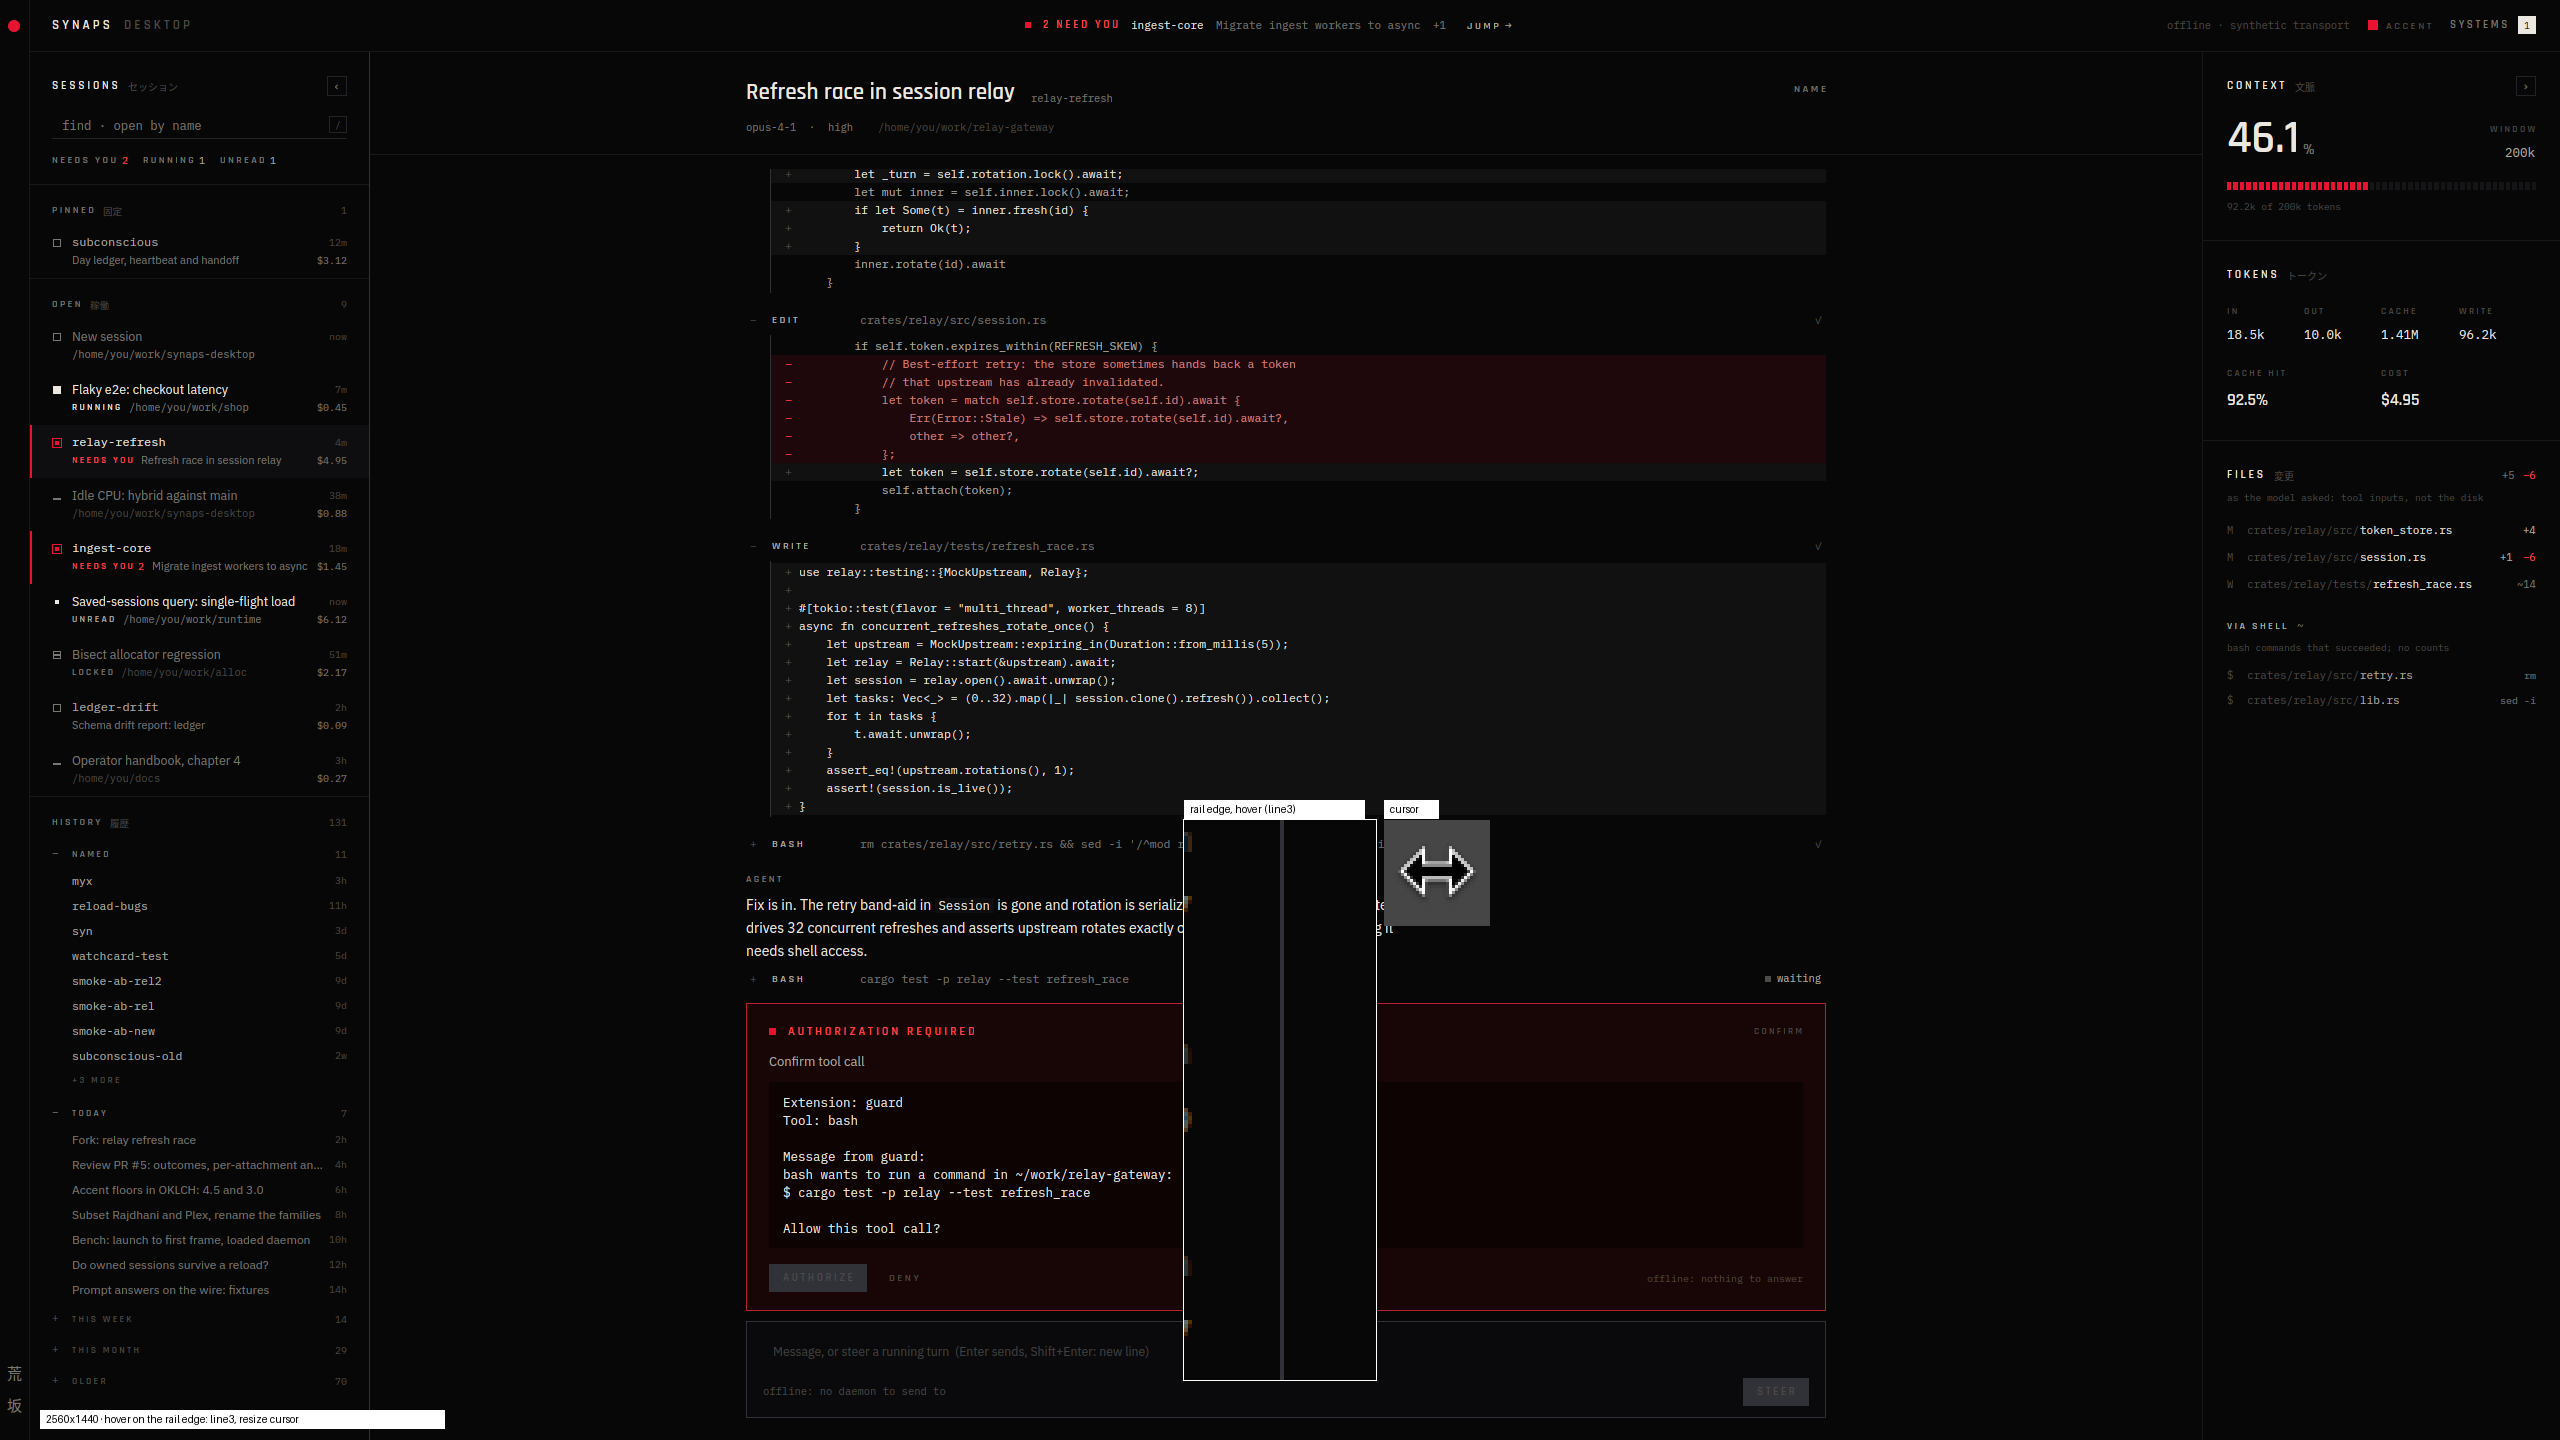 SYNAPS DESKTOP
2 NEED YOU ingest-core Migrate ingest workers to async +1 JUMP →
offline · synthetic transport ACCENT SYSTEMS 1
SESSIONS セッション ‹
find · open by name /
NEEDS YOU 2 RUNNING 1 UNREAD 1
PINNED 固定 1
subconscious 12m
Day ledger, heartbeat and handoff $3.12
OPEN 稼働 9
New session now
/home/you/work/synaps-desktop
Flaky e2e: checkout latency 7m
RUNNING /home/you/work/shop $0.45
relay-refresh 4m
NEEDS YOU Refresh race in session relay $4.95
Idle CPU: hybrid against main 38m
/home/you/work/synaps-desktop $0.88
ingest-core 18m
NEEDS YOU 2 Migrate ingest workers to async $1.45
Saved-sessions query: single-flight load now
UNREAD /home/you/work/runtime $6.12
Bisect allocator regression 51m
LOCKED /home/you/work/alloc $2.17
ledger-drift 2h
Schema drift report: ledger $0.09
Operator handbook, chapter 4 3h
/home/you/docs $0.27
HISTORY 履歴 131
− NAMED 11
myx 3h
reload-bugs 11h
syn 3d
watchcard-test 5d
smoke-ab-rel2 9d
smoke-ab-rel 9d
smoke-ab-new 9d
subconscious-old 2w
+3 MORE
− TODAY 7
Fork: relay refresh race 2h
Review PR #5: outcomes, per-attachment an... 4h
Accent floors in OKLCH: 4.5 and 3.0 6h
Subset Rajdhani and Plex, rename the families 8h
Bench: launch to first frame, loaded daemon 10h
Do owned sessions survive a reload? 12h
Prompt answers on the wire: fixtures 14h
+ THIS WEEK 14
+ THIS MONTH 29
+ OLDER 70
荒
坂
2560x1440 · hover on the rail edge: line3, resize cursor
Refresh race in session relay relay-refresh NAME
opus-4-1 · high /home/you/work/relay-gateway
+ let _turn = self.rotation.lock().await;
let mut inner = self.inner.lock().await;
+ if let Some(t) = inner.fresh(id) {
+ return Ok(t);
+ }
inner.rotate(id).await
}
− EDIT crates/relay/src/session.rs √
if self.token.expires_within(REFRESH_SKEW) {
− // Best-effort retry: the store sometimes hands back a token
− // that upstream has already invalidated.
− let token = match self.store.rotate(self.id).await {
− Err(Error::Stale) => self.store.rotate(self.id).await?,
− other => other?,
− };
+ let token = self.store.rotate(self.id).await?;
self.attach(token);
}
− WRITE crates/relay/tests/refresh_race.rs √
+ use relay::testing::{MockUpstream, Relay};
+
+ #[tokio::test(flavor = "multi_thread", worker_threads = 8)]
+ async fn concurrent_refreshes_rotate_once() {
+ let upstream = MockUpstream::expiring_in(Duration::from_millis(5));
+ let relay = Relay::start(&upstream).await;
+ let session = relay.open().await.unwrap();
+ let tasks: Vec<_> = (0..32).map(|_| session.clone().refresh()).collect();
+ for t in tasks {
+ t.await.unwrap();
+ }
+ assert_eq!(upstream.rotations(), 1);
+ assert!(session.is_live());
+ }
rail edge, hover (line3) cursor
+ BASH rm crates/relay/src/retry.rs && sed -i '/^mod r √
AGENT
Fix is in. The retry band-aid in Session is gone and rotation is serializ
drives 32 concurrent refreshes and asserts upstream rotates exactly
needs shell access.
+ BASH cargo test -p relay --test refresh_race waiting
AUTHORIZATION REQUIRED CONFIRM
Confirm tool call
Extension: guard
Tool: bash
Message from guard:
bash wants to run a command in ~/work/relay-gateway:
$ cargo test -p relay --test refresh_race
Allow this tool call?
AUTHORIZE DENY offline: nothing to answer
Message, or steer a running turn (Enter sends, Shift+Enter: new line)
offline: no daemon to send to STEER
CONTEXT 文脈 ›
46.1% WINDOW
200k
92.2k of 200k tokens
TOKENS トークン
IN OUT CACHE WRITE
18.5k 10.0k 1.41M 96.2k
CACHE HIT COST
92.5% $4.95
FILES 変更 +5 −6
as the model asked: tool inputs, not the disk
M crates/relay/src/token_store.rs +4
M crates/relay/src/session.rs +1 −6
W crates/relay/tests/refresh_race.rs ~14
VIA SHELL ~
bash commands that succeeded; no counts
$ crates/relay/src/retry.rs rm
$ crates/relay/src/lib.rs sed -i